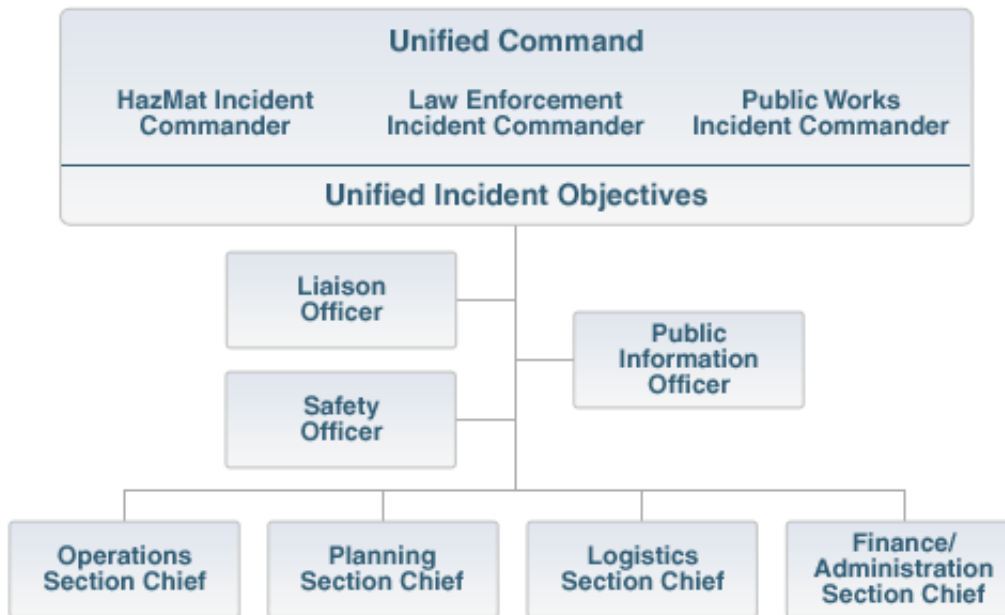 Unified Command
HazMat Incident
Commander
Law Enforcement
Incident Commander
Public Works
Incident Commander
Unified Incident Objectives
Liaison
Officer
Public
Information
Officer
Safety
Officer
Operations
Section Chief
Planning
Section Chief
Logistics
Section Chief
Finance/
Administration
Section Chief